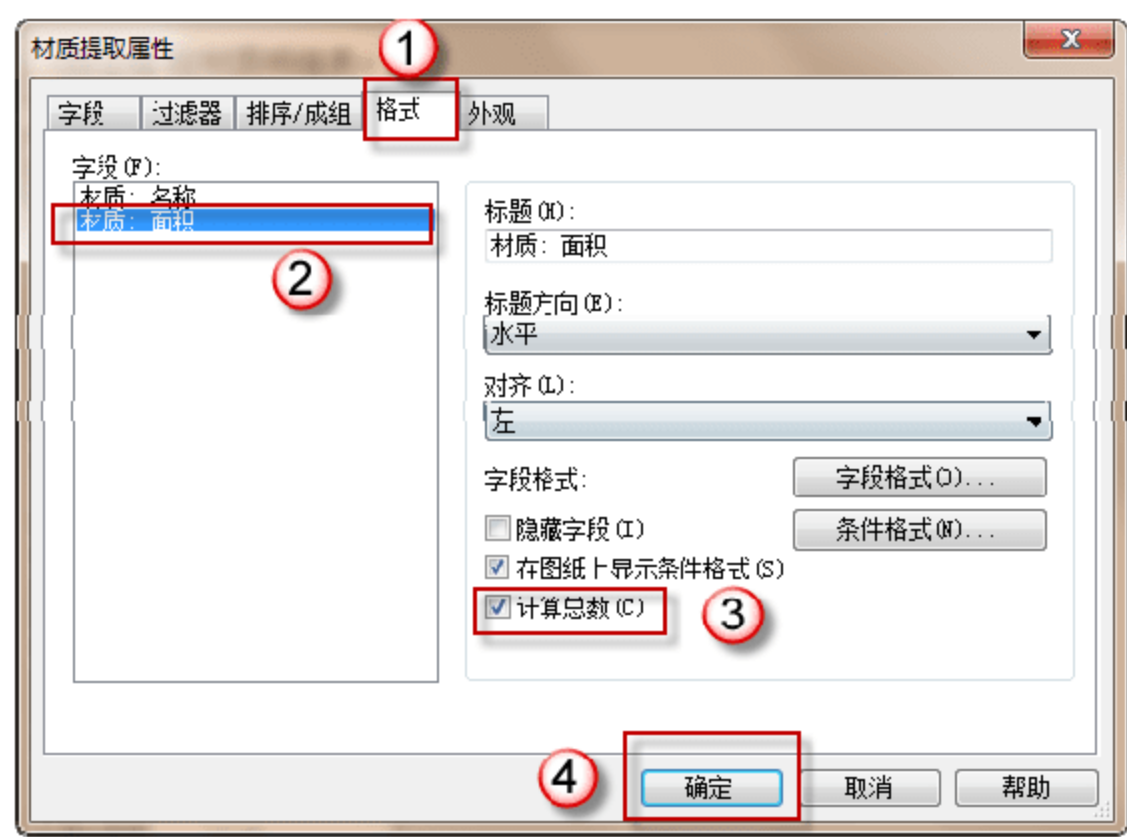 材质提取属性
①
X
字段 过滤器 排序/成组 格式 外观
字段(F):
材质: 名称
材质: 面积
②
标题(H):
材质: 面积
标题方向(E):
水平
对齐(L):
左
字段格式: 字段格式(O)...
隐藏字段(I) 条件格式(N)...
在图纸上显示条件格式(S)
计算总数(C) ③
④ 确定 取消 帮助